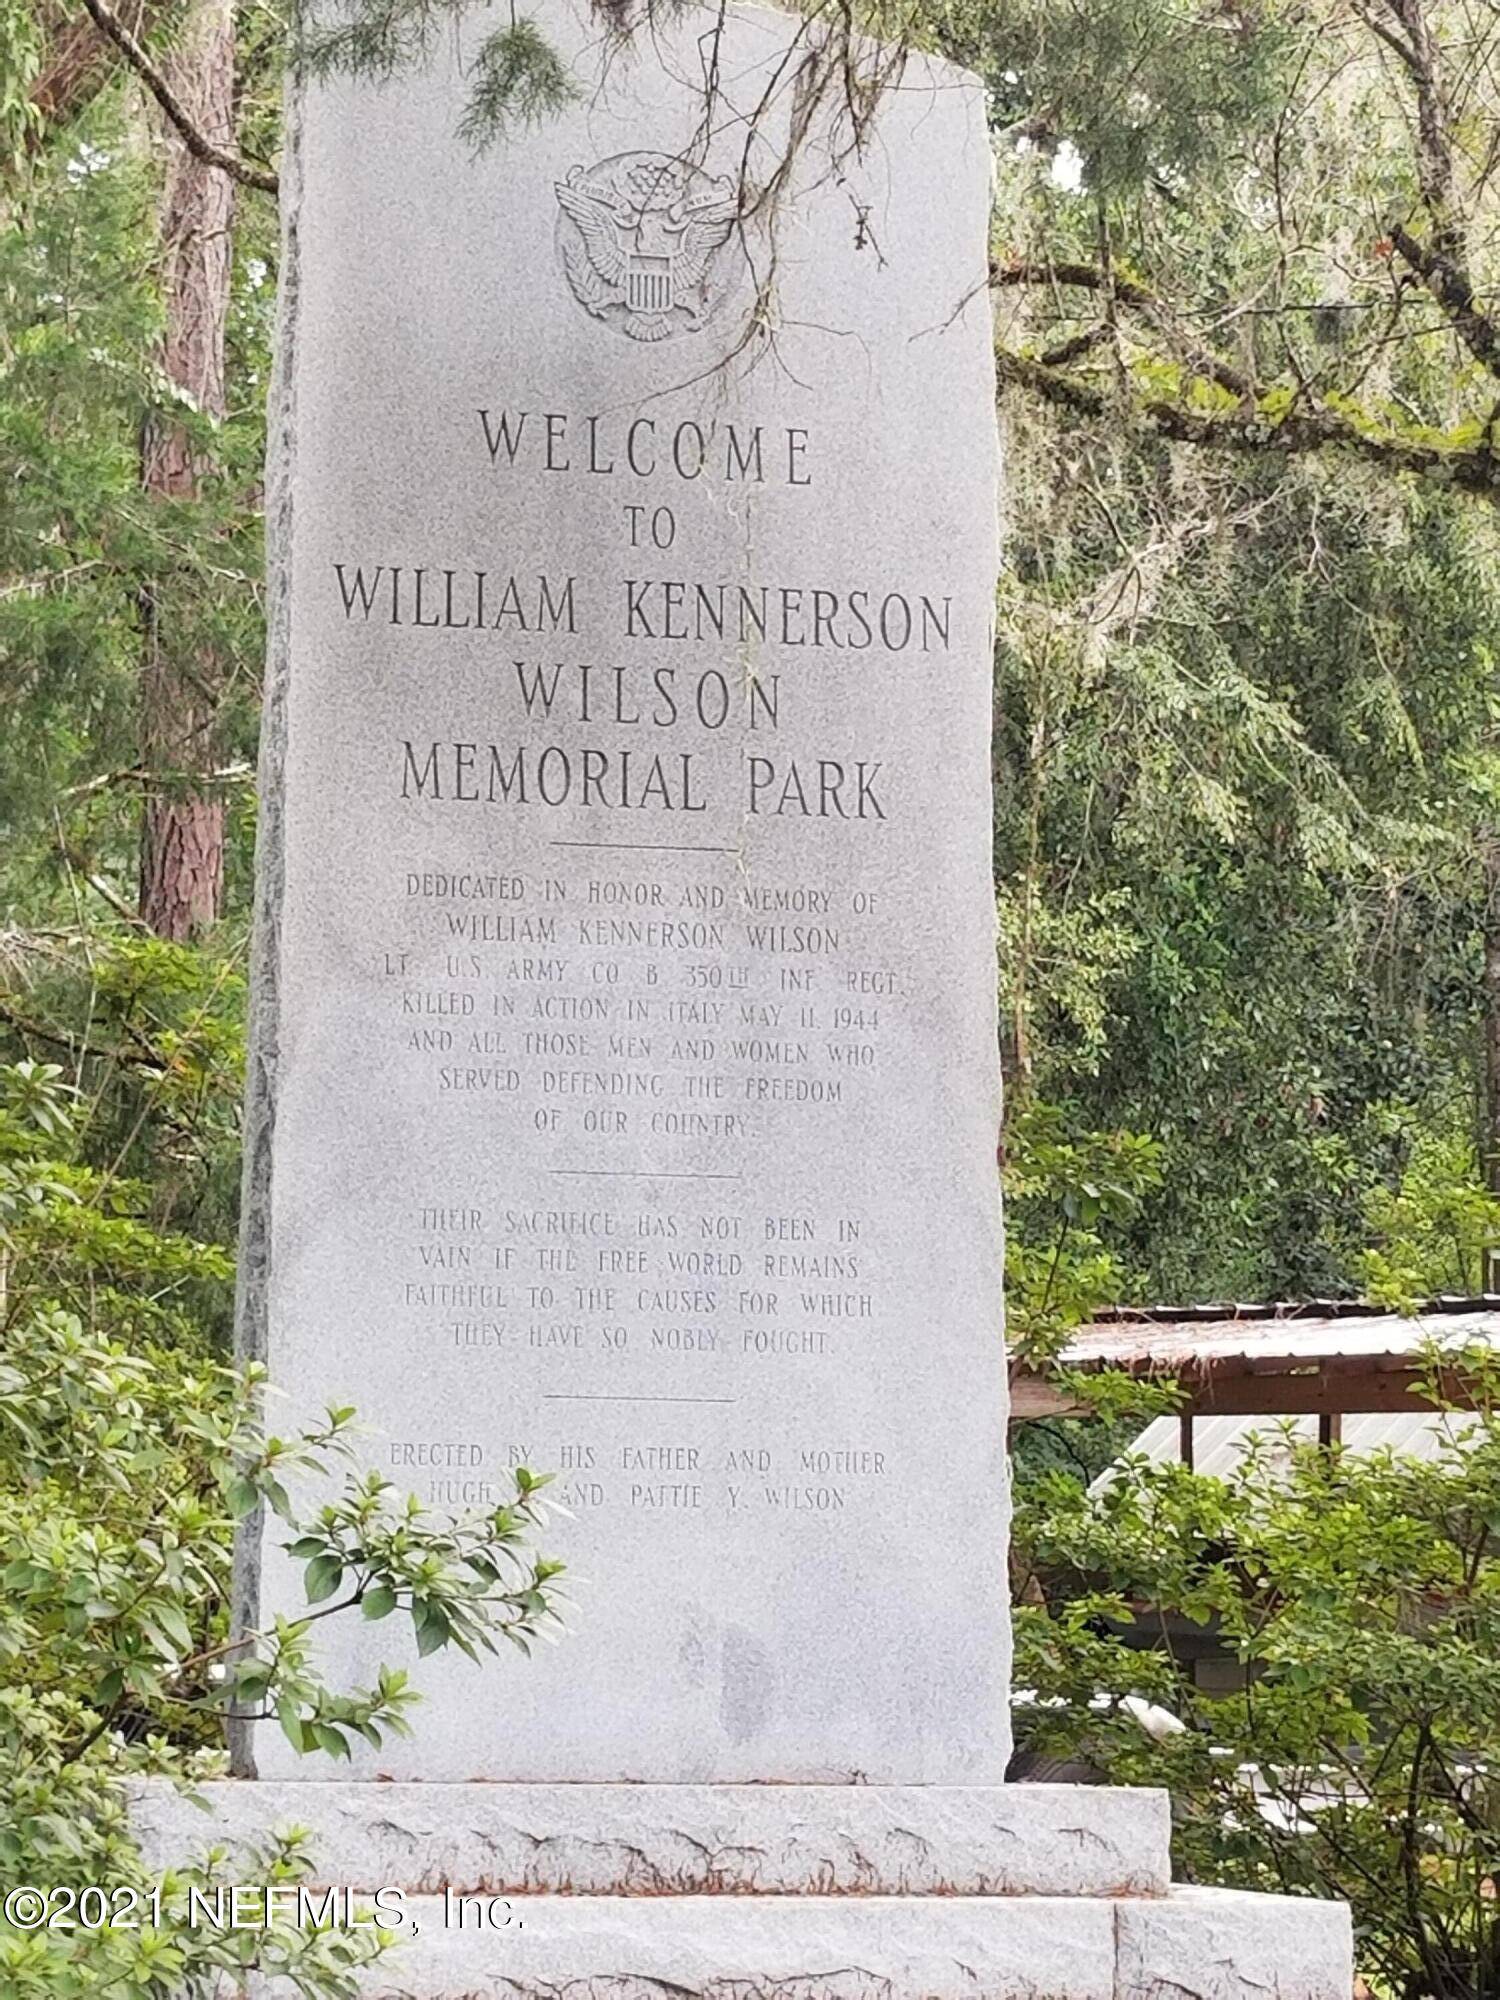 WELCOME
TO
WILLIAM KENNERSON
WILSON
MEMORIAL PARK
DEDICATED IN HONOR AND MEMORY OF
WILLIAM KENNERSON WILSON
LT. U.S. ARMY CO B 350TH INF REGT.
KILLED IN ACTION IN ITALY MAY 11, 1944
AND ALL THOSE MEN AND WOMEN WHO
SERVED DEFENDING THE FREEDOM
OF OUR COUNTRY.
THEIR SACRIFICE HAS NOT BEEN IN
VAIN IF THE FREE WORLD REMAINS
FAITHFUL TO THE CAUSES FOR WHICH
THEY HAVE SO NOBLY FOUGHT.
ERECTED BY HIS FATHER AND MOTHER
HUGH AND PATTIE Y. WILSON
©2021 NEFMLS, Inc.